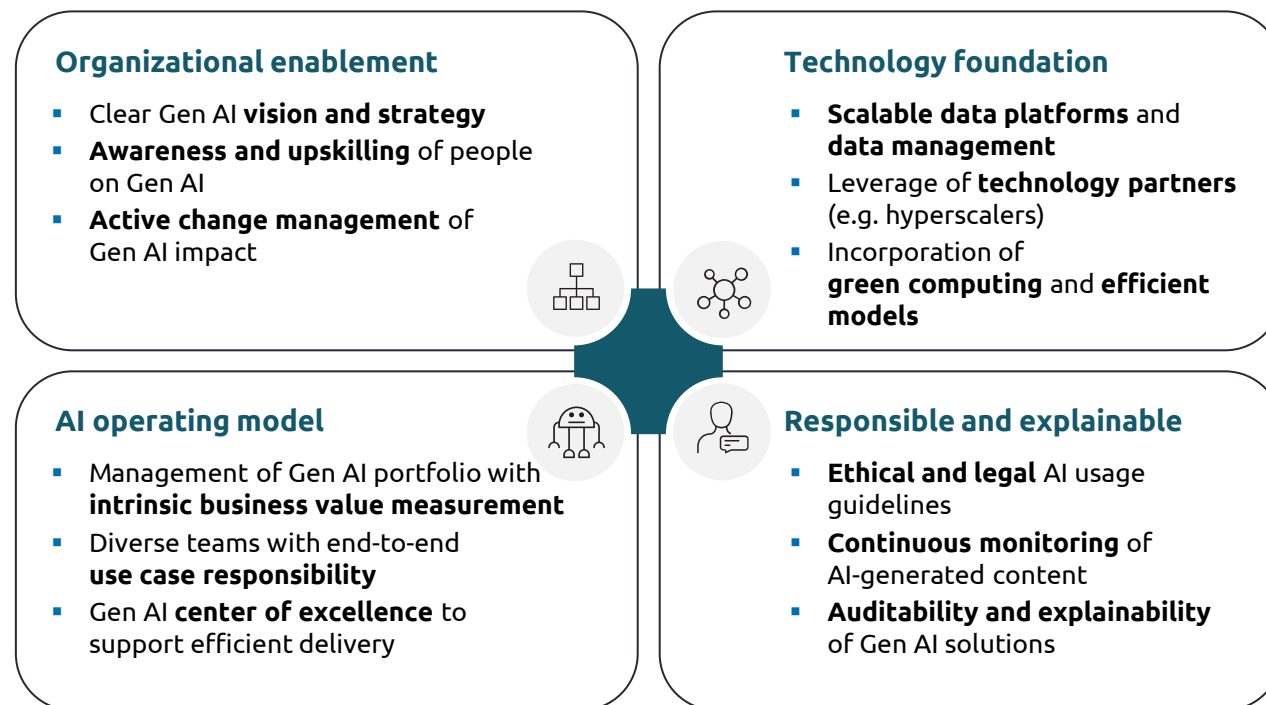 Organizational enablement
▪ Clear Gen AI vision and strategy
▪ Awareness and upskilling of people
on Gen AI
▪ Active change management of
Gen AI impact
Technology foundation
▪ Scalable data platforms and
data management
▪ Leverage of technology partners
(e.g. hyperscalers)
▪ Incorporation of
green computing and efficient
models
AI operating model
▪ Management of Gen AI portfolio with
intrinsic business value measurement
▪ Diverse teams with end-to-end
use case responsibility
▪ Gen AI center of excellence to
support efficient delivery
Responsible and explainable
▪ Ethical and legal AI usage
guidelines
▪ Continuous monitoring of
AI-generated content
▪ Auditability and explainability
of Gen AI solutions